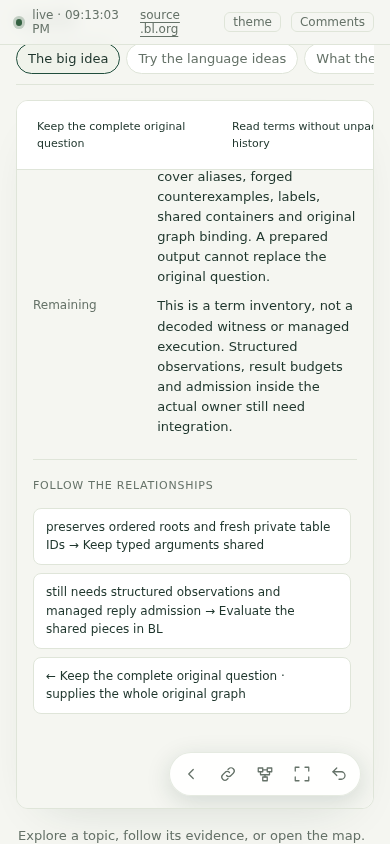 live · 09:13:03 PM
source.bl.org
theme
Comments
The big idea
Try the language ideas
What the
Keep the complete original
question
Read terms without unpac
history
cover aliases, forged
counterexamples, labels,
shared containers and original
graph binding. A prepared
output cannot replace the
original question.
Remaining
This is a term inventory, not a
decoded witness or managed
execution. Structured
observations, result budgets
and admission inside the
actual owner still need
integration.
FOLLOW THE RELATIONSHIPS
preserves ordered roots and fresh private table
IDs → Keep typed arguments shared
still needs structured observations and
managed reply admission → Evaluate the
shared pieces in BL
← Keep the complete original question ·
supplies the whole original graph
Explore a topic, follow its evidence, or open the map.